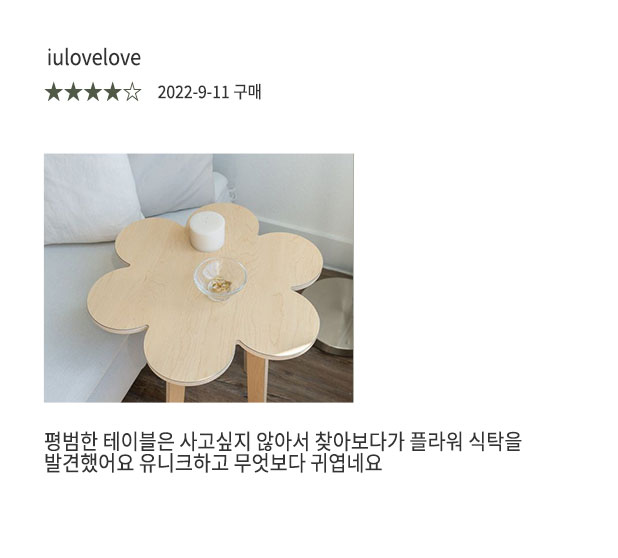 iulovelove
★★★★☆ 2022-9-11 구매
평범한 테이블은 사고싶지 않아서 찾아보다가 플라워 식탁을
발견했어요 유니크하고 무엇보다 귀엽네요